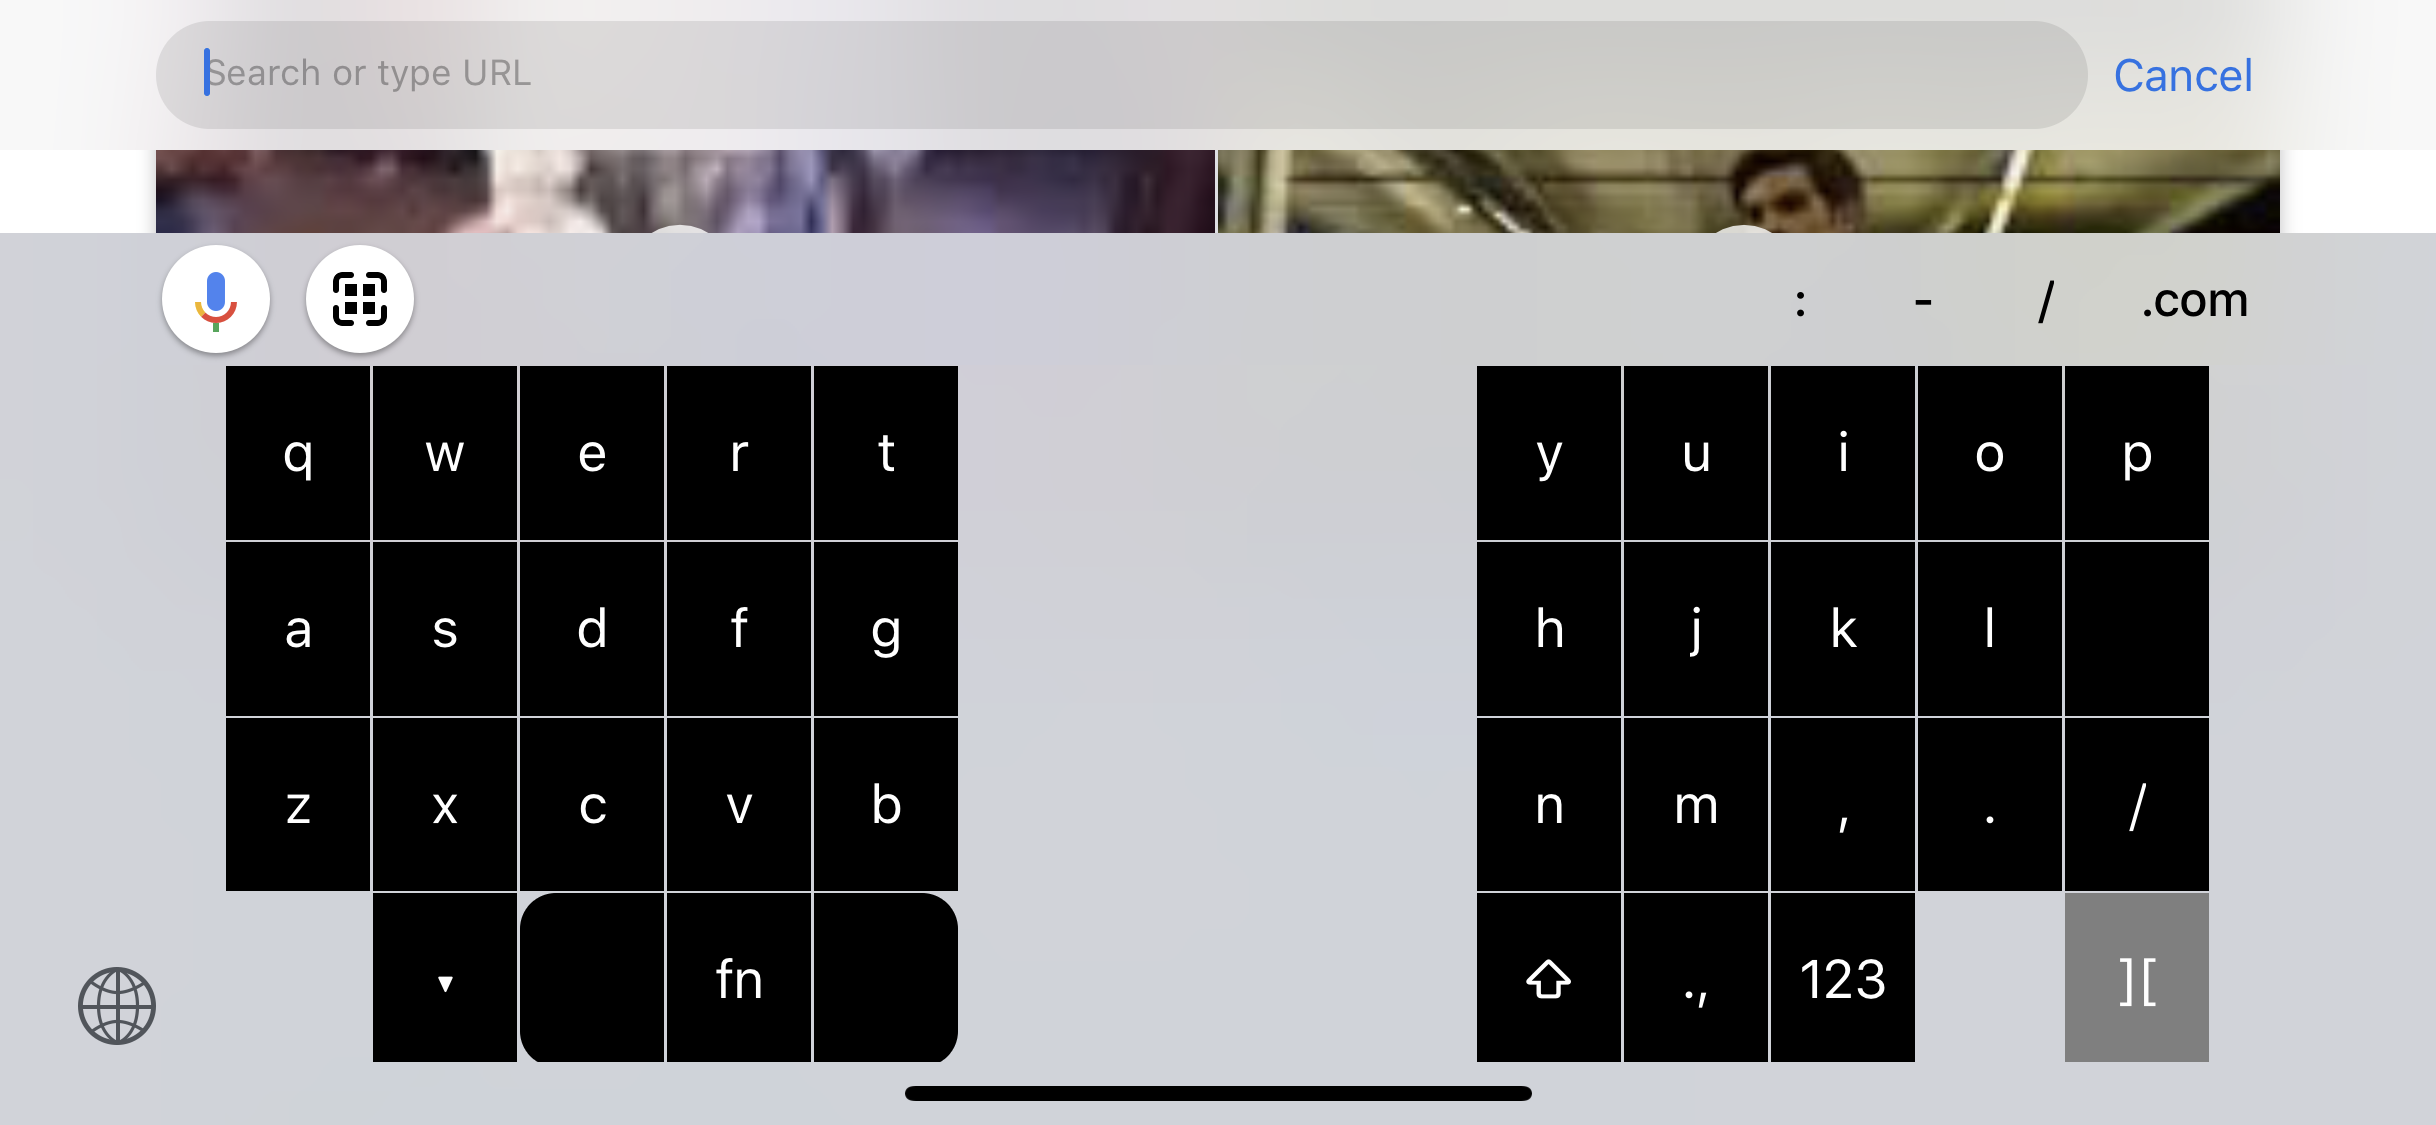 Search or type URL
Cancel
: - / .com
q w e r t y u i o p
a s d f g h j k l
z x c v b n m , . /
fn ., 123 ][